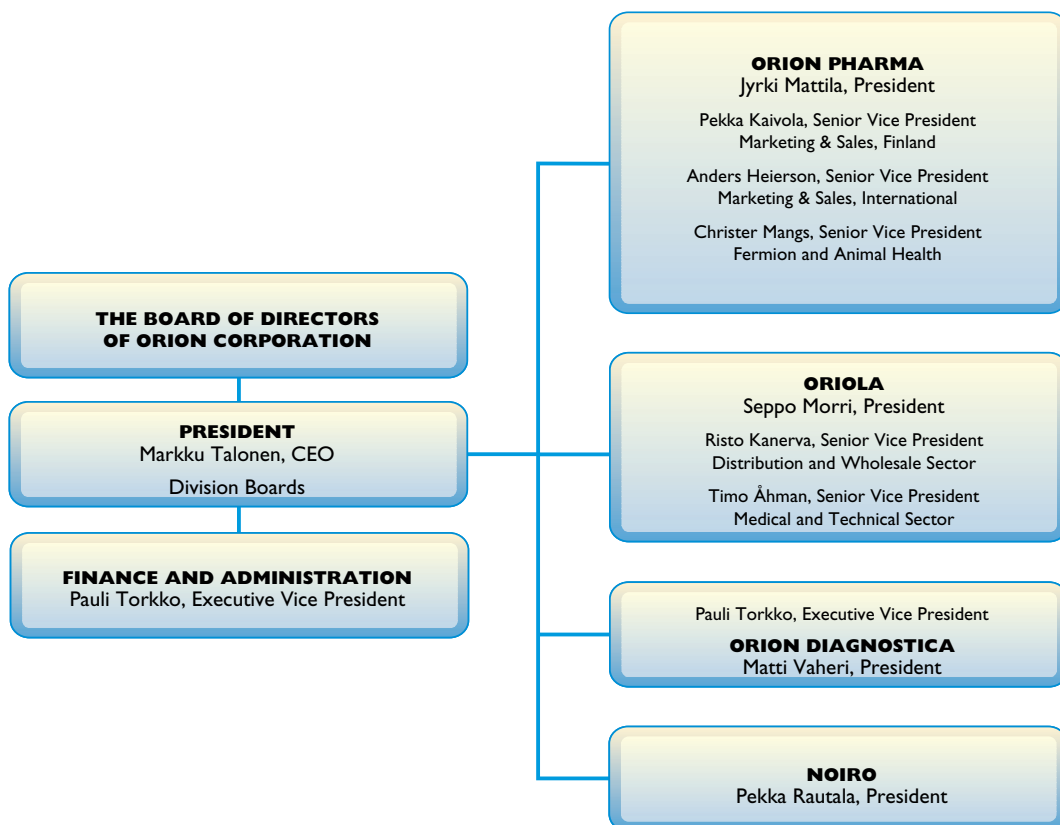 THE BOARD OF DIRECTORS
OF ORION CORPORATION
PRESIDENT
Markku Talonen, CEO
Division Boards
FINANCE AND ADMINISTRATION
Pauli Torkko, Executive Vice President
ORION PHARMA
Jyrki Mattila, President
Pekka Kaivola, Senior Vice President
Marketing & Sales, Finland
Anders Heierson, Senior Vice President
Marketing & Sales, International
Christer Mangs, Senior Vice President
Fermion and Animal Health
ORIOLA
Seppo Morri, President
Risto Kanerva, Senior Vice President
Distribution and Wholesale Sector
Timo Åhman, Senior Vice President
Medical and Technical Sector
Pauli Torkko, Executive Vice President
ORION DIAGNOSTICA
Matti Vaheri, President
NOIRO
Pekka Rautala, President